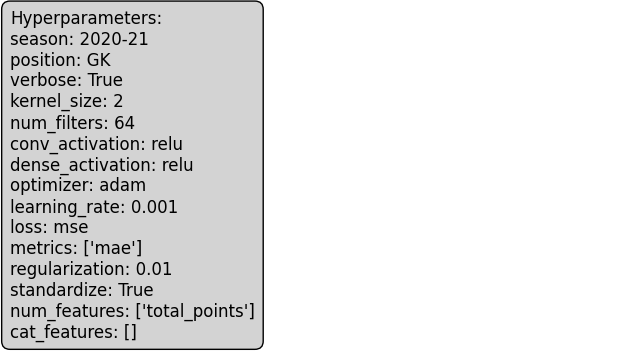 Hyperparameters:
season: 2020-21
position: GK
verbose: True
kernel_size: 2
num_filters: 64
conv_activation: relu
dense_activation: relu
optimizer: adam
learning_rate: 0.001
loss: mse
metrics: ['mae']
regularization: 0.01
standardize: True
num_features: ['total_points']
cat_features: []